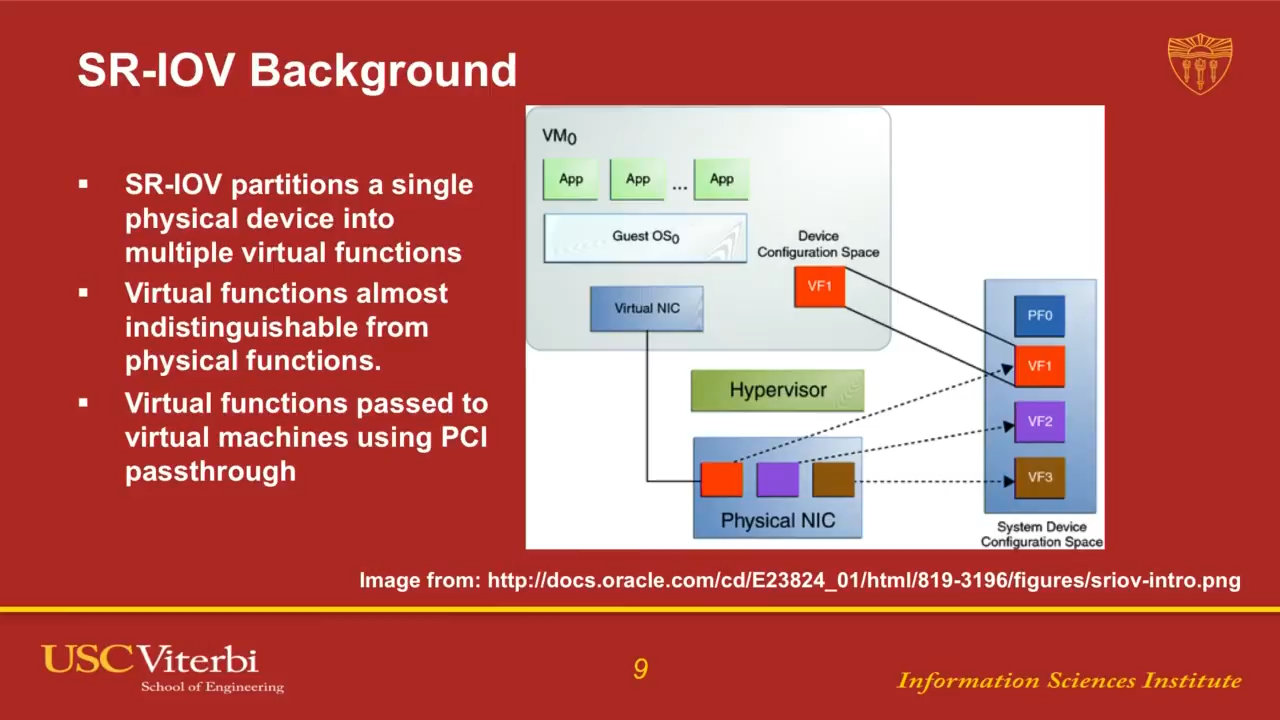 SR-IOV Background
▪ SR-IOV partitions a single
physical device into
multiple virtual functions
▪ Virtual functions almost
indistinguishable from
physical functions.
▪ Virtual functions passed to
virtual machines using PCI
passthrough
VM0
App
App
...
App
Guest OS0
Device
Configuration Space
VF1
Virtual NIC
Hypervisor
Physical NIC
PF0
VF1
VF2
VF3
System Device
Configuration Space
Image from: http://docs.oracle.com/cd/E23824_01/html/819-3196/figures/sriov-intro.png
USC Viterbi
School of Engineering
9
Information Sciences Institute